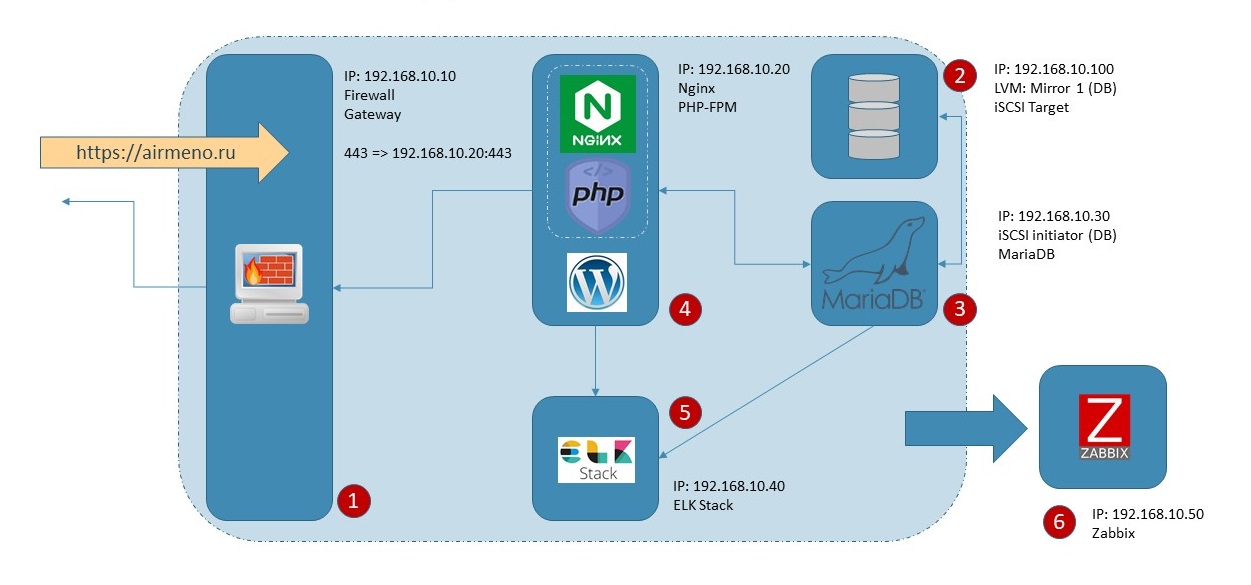 https://airmeno.ru
IP: 192.168.10.10
Firewall
Gateway
443 => 192.168.10.20:443
1
NGINX
</>
php
W
IP: 192.168.10.20
Nginx
PHP-FPM
4
2
IP: 192.168.10.100
LVM: Mirror 1 (DB)
iSCSI Target
MariaDB
3
IP: 192.168.10.30
iSCSI initiator (DB)
MariaDB
ELK
Stack
5
IP: 192.168.10.40
ELK Stack
Z
ZABBIX
6
IP: 192.168.10.50
Zabbix